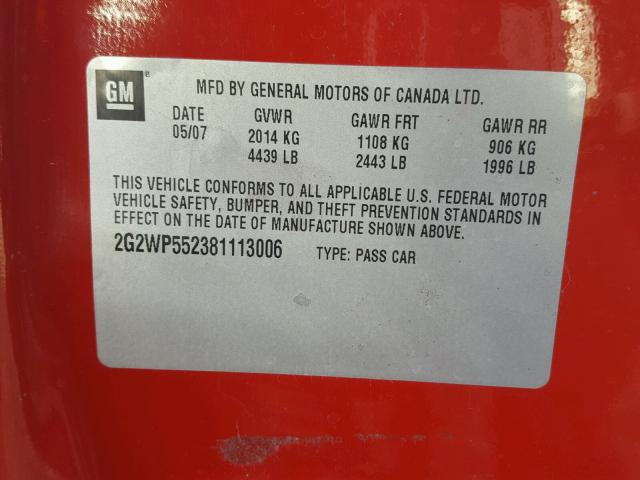 GM
MFD BY GENERAL MOTORS OF CANADA LTD.
DATE GVWR GAWR FRT GAWR RR
05/07 2014 KG 1108 KG 906 KG
4439 LB 2443 LB 1996 LB
THIS VEHICLE CONFORMS TO ALL APPLICABLE U.S. FEDERAL MOTOR
VEHICLE SAFETY, BUMPER, AND THEFT PREVENTION STANDARDS IN
EFFECT ON THE DATE OF MANUFACTURE SHOWN ABOVE.
2G2WP552381113006 TYPE: PASS CAR